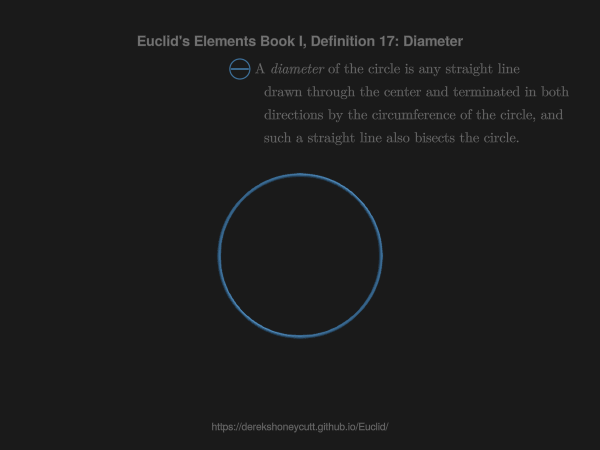 Euclid's Elements Book I, Definition 17: Diameter
A diameter of the circle is any straight line
drawn through the center and terminated in both
directions by the circumference of the circle, and
such a straight line also bisects the circle.
https://derekshoneycutt.github.io/Euclid/